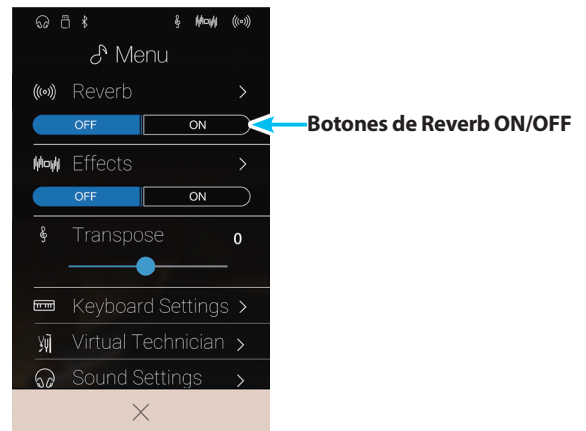 Menu
Reverb
OFF ON
Botones de Reverb ON/OFF
Effects
OFF ON
Transpose 0
Keyboard Settings
Virtual Technician
Sound Settings